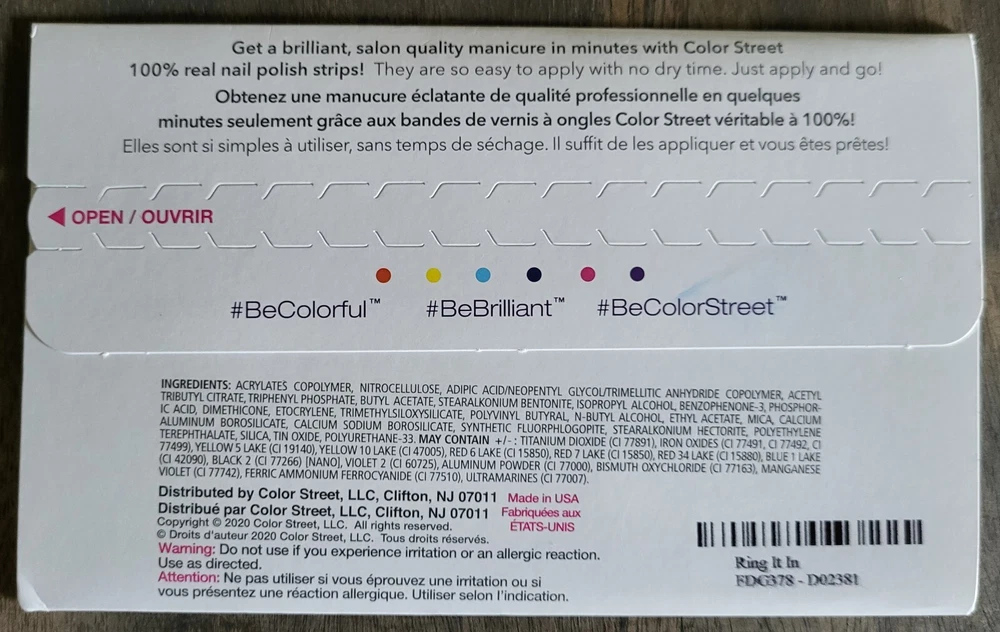 Get a brilliant, salon quality manicure in minutes with Color Street
100% real nail polish strips! They are so easy to apply with no dry time. Just apply and go!
Obtenez une manucure éclatante de qualité professionnelle en quelques
minutes seulement grâce aux bandes de vernis à ongles Color Street véritable à 100%!
Elles sont si simples à utiliser, sans temps de séchage. Il suffit de les appliquer et vous êtes prêtes!
OPEN / OUVRIR
#BeColorful™ #BeBrilliant™ #BeColorStreet™
INGREDIENTS: ACRYLATES COPOLYMER, NITROCELLULOSE, ADIPIC ACID/NEOPENTYL GLYCOL/TRIMELLITIC ANHYDRIDE COPOLYMER, ACETYL
TRIBUTYL CITRATE, TRIPHENYL PHOSPHATE, BUTYL ACETATE, STEARALKONIUM BENTONITE, ISOPROPYL ALCOHOL, BENZOPHENONE-3, PHOSPHOR-
IC ACID, DIMETHICONE, ETOCRYLENE, TRIMETHYLSILOXYSILICATE, POLYVINYL BUTYRAL, N-BUTYL ALCOHOL, ETHYL ACETATE, MICA, CALCIUM
ALUMINUM BOROSILICATE, CALCIUM SODIUM BOROSILICATE, SYNTHETIC FLUORPHLOGOPITE, STEARALKONIUM HECTORITE, POLYETHYLENE
TEREPHTHALATE, SILICA, TIN OXIDE, POLYURETHANE-33. MAY CONTAIN +/- : TITANIUM DIOXIDE (CI 77891), IRON OXIDES (CI 77491, CI 77492, CI
77499), YELLOW 5 LAKE (CI 19140), YELLOW 10 LAKE (CI 47005), RED 6 LAKE (CI 15850), RED 7 LAKE (CI 15850), RED 34 LAKE (CI 15880), BLUE 1 LAKE
(CI 42090), BLACK 2 (CI 77266) [NANO], VIOLET 2 (CI 60725), ALUMINUM POWDER (CI 77000), BISMUTH OXYCHLORIDE (CI 77163), MANGANESE
VIOLET (CI 77742), FERRIC AMMONIUM FERROCYANIDE (CI 77510), ULTRAMARINES (CI 77007).
Distributed by Color Street, LLC, Clifton, NJ 07011 Made in USA
Distribué par Color Street, LLC, Clifton, NJ 07011 Fabriquées aux
ÉTATS-UNIS
Copyright © 2020 Color Street, LLC. All rights reserved.
© Droits d'auteur 2020 Color Street, LLC. Tous droits réservés.
Warning: Do not use if you experience irritation or an allergic reaction.
Use as directed.
Attention: Ne pas utiliser si vous éprouvez une irritation ou si
vous présentez une réaction allergique. Utiliser selon l'indication.
Ring It In
FDG378 - D02381